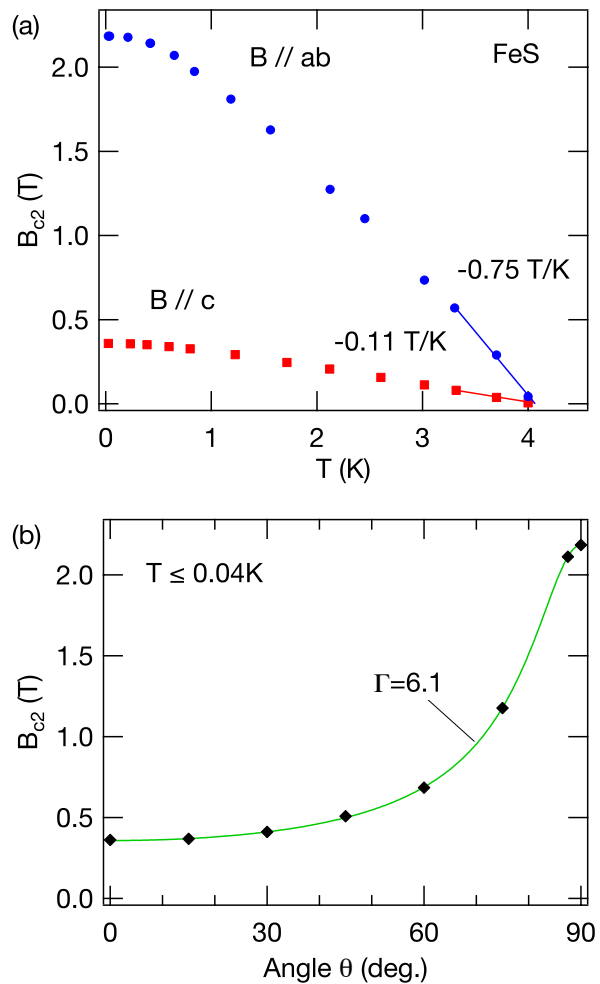 (a)
B // ab
FeS
2.0
1.5
1.0
0.5
0.0
B_c2 (T)
-0.75 T/K
B // c
-0.11 T/K
0
1
2
3
4
T (K)
(b)
T ≤ 0.04K
2.0
1.5
1.0
0.5
0.0
B_c2 (T)
Γ=6.1
0
30
60
90
Angle θ (deg.)